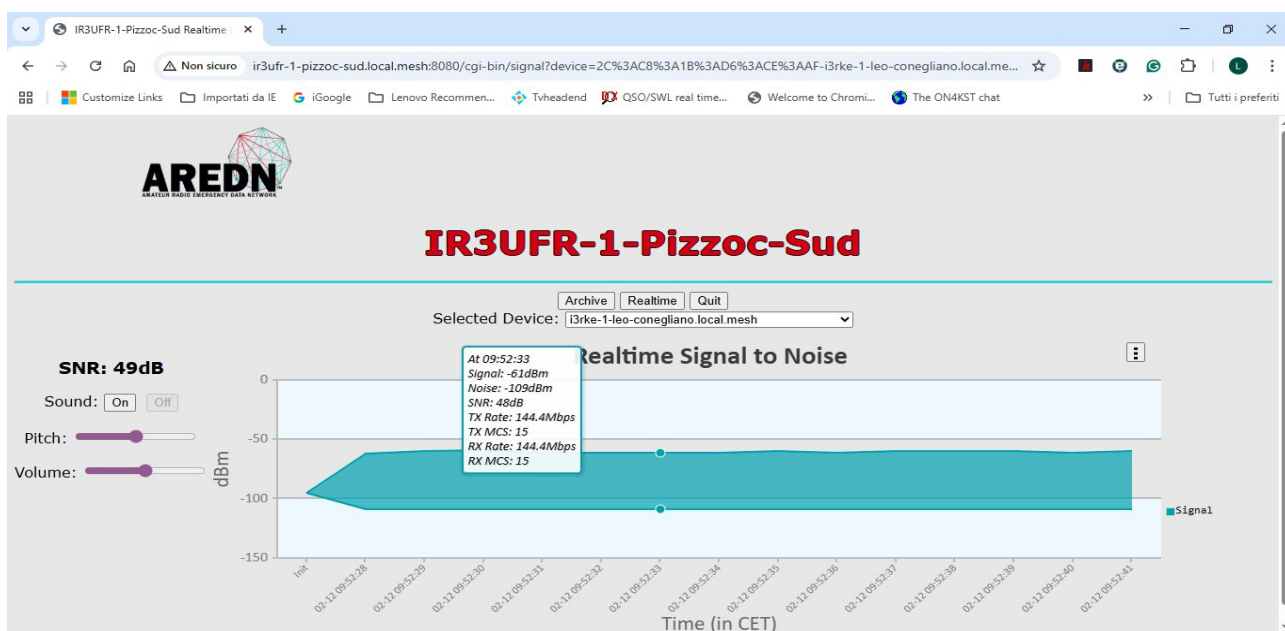 IR3UFR-1-Pizzoc-Sud Realtime
Non sicuro ir3ufr-1-pizzoc-sud.local.mesh:8080/cgi-bin/signal?device=2C%3AC8%3A1B%3AD6%3ACE%3AAF-i3rke-1-leo-conegliano.local.me...
Customize Links Importati da IE iGoogle Lenovo Recommen... Tvheadend QSO/SWL real time... Welcome to Chromi... The ON4KST chat » Tutti i preferiti
AREDN
AMATEUR RADIO EMERGENCY DATA NETWORK
IR3UFR-1-Pizzoc-Sud
Archive Realtime Quit
Selected Device: i3rke-1-leo-conegliano.local.mesh
Realtime Signal to Noise
SNR: 49dB
Sound: On Off
Pitch:
Volume:
At 09:52:33
Signal: -61dBm
Noise: -109dBm
SNR: 48dB
TX Rate: 144.4Mbps
TX MCS: 15
RX Rate: 144.4Mbps
RX MCS: 15
dBm
0
-50
-100
-150
Signal
Init
02-12 09:52:28
02-12 09:52:29
02-12 09:52:30
02-12 09:52:31
02-12 09:52:32
02-12 09:52:33
02-12 09:52:34
02-12 09:52:35
02-12 09:52:36
02-12 09:52:37
02-12 09:52:38
02-12 09:52:39
02-12 09:52:40
02-12 09:52:41
Time (in CET)